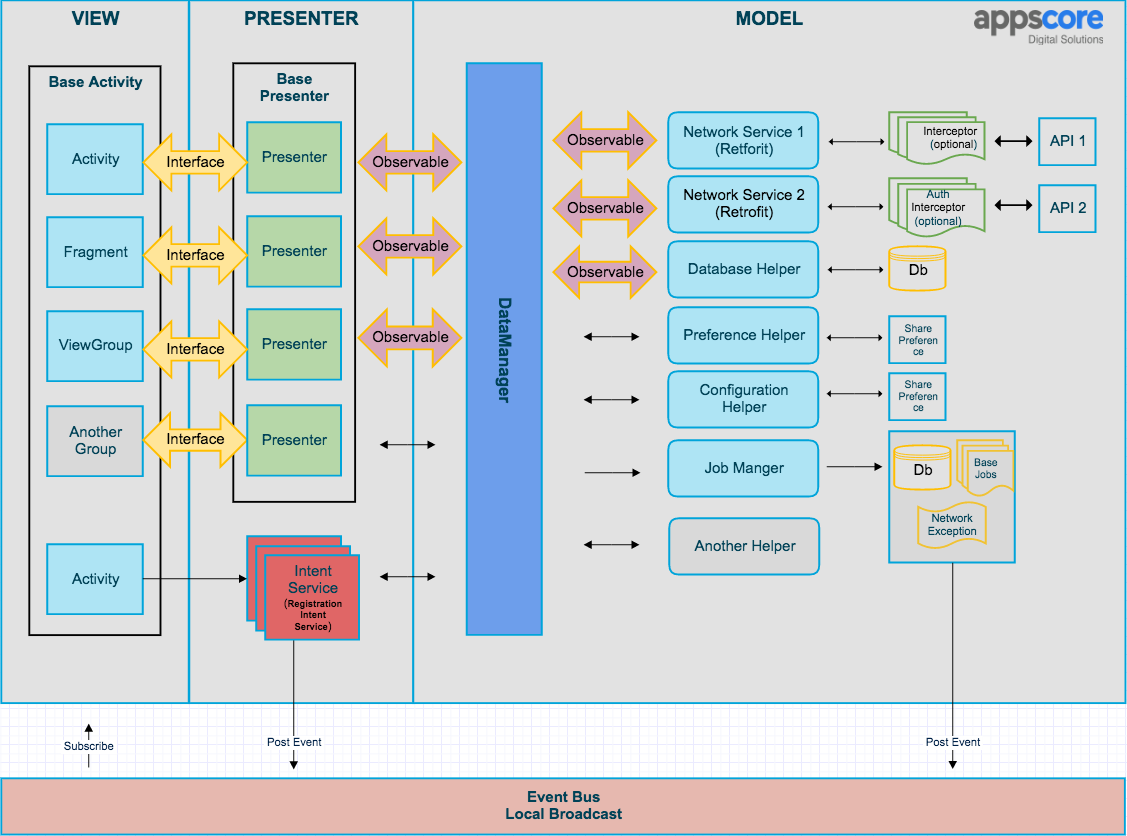 VIEW
PRESENTER
MODEL
appscore
Digital Solutions
Base Activity
Base
Presenter
Activity
Interface
Presenter
Observable
Fragment
Interface
Presenter
Observable
ViewGroup
Interface
Presenter
Observable
Another
Group
Interface
Presenter
Activity
Intent
Service
(Registration
Intent
Service)
DataManager
Observable
Network Service 1
(Retforit)
Interceptor
(optional)
API 1
Observable
Network Service 2
(Retrofit)
Auth
Interceptor
(optional)
API 2
Observable
Database Helper
Db
Preference Helper
Share
Preferen
ce
Configuration
Helper
Share
Preferen
ce
Job Manger
Db
Base
Jobs
Network
Exception
Another Helper
Subscribe
Post Event
Post Event
Event Bus
Local Broadcast